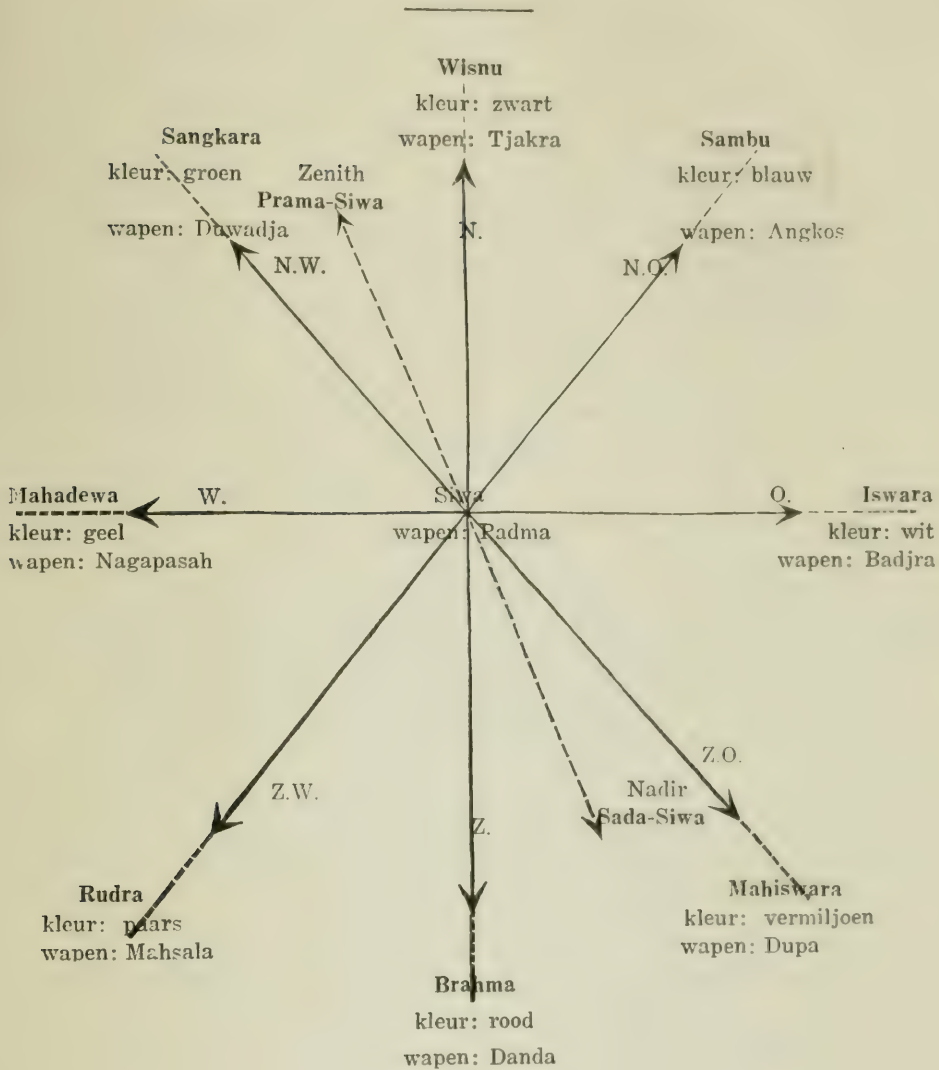 Wisnu
kleur: zwart
wapen: Tjakra
Sangkara
kleur: groen
wapen: Duwadja
Zenith
Prama-Siwa
Sambu
kleur: blauw
wapen: Angkos
N.
N.W.
N.O.
Mahadewa
kleur: geel
wapen: Nagapasah
W.
Siwa
wapen: Padma
O.
Iswara
kleur: wit
wapen: Badjra
Z.W.
Z.
Z.O.
Nadir
Sada-Siwa
Rudra
kleur: paars
wapen: Mahsala
Mahiswara
kleur: vermiljoen
wapen: Dupa
Brahma
kleur: rood
wapen: Danda